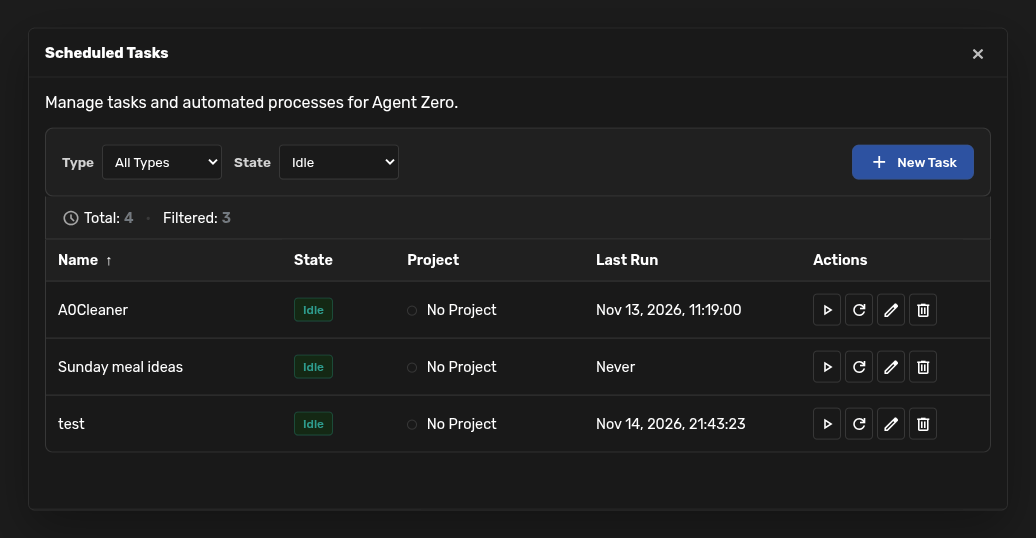 Scheduled Tasks
Manage tasks and automated processes for Agent Zero.
Type All Types State Idle + New Task
Total: 4 · Filtered: 3
Name ↑ State Project Last Run Actions
A0Cleaner Idle No Project Nov 13, 2026, 11:19:00
Sunday meal ideas Idle No Project Never
test Idle No Project Nov 14, 2026, 21:43:23